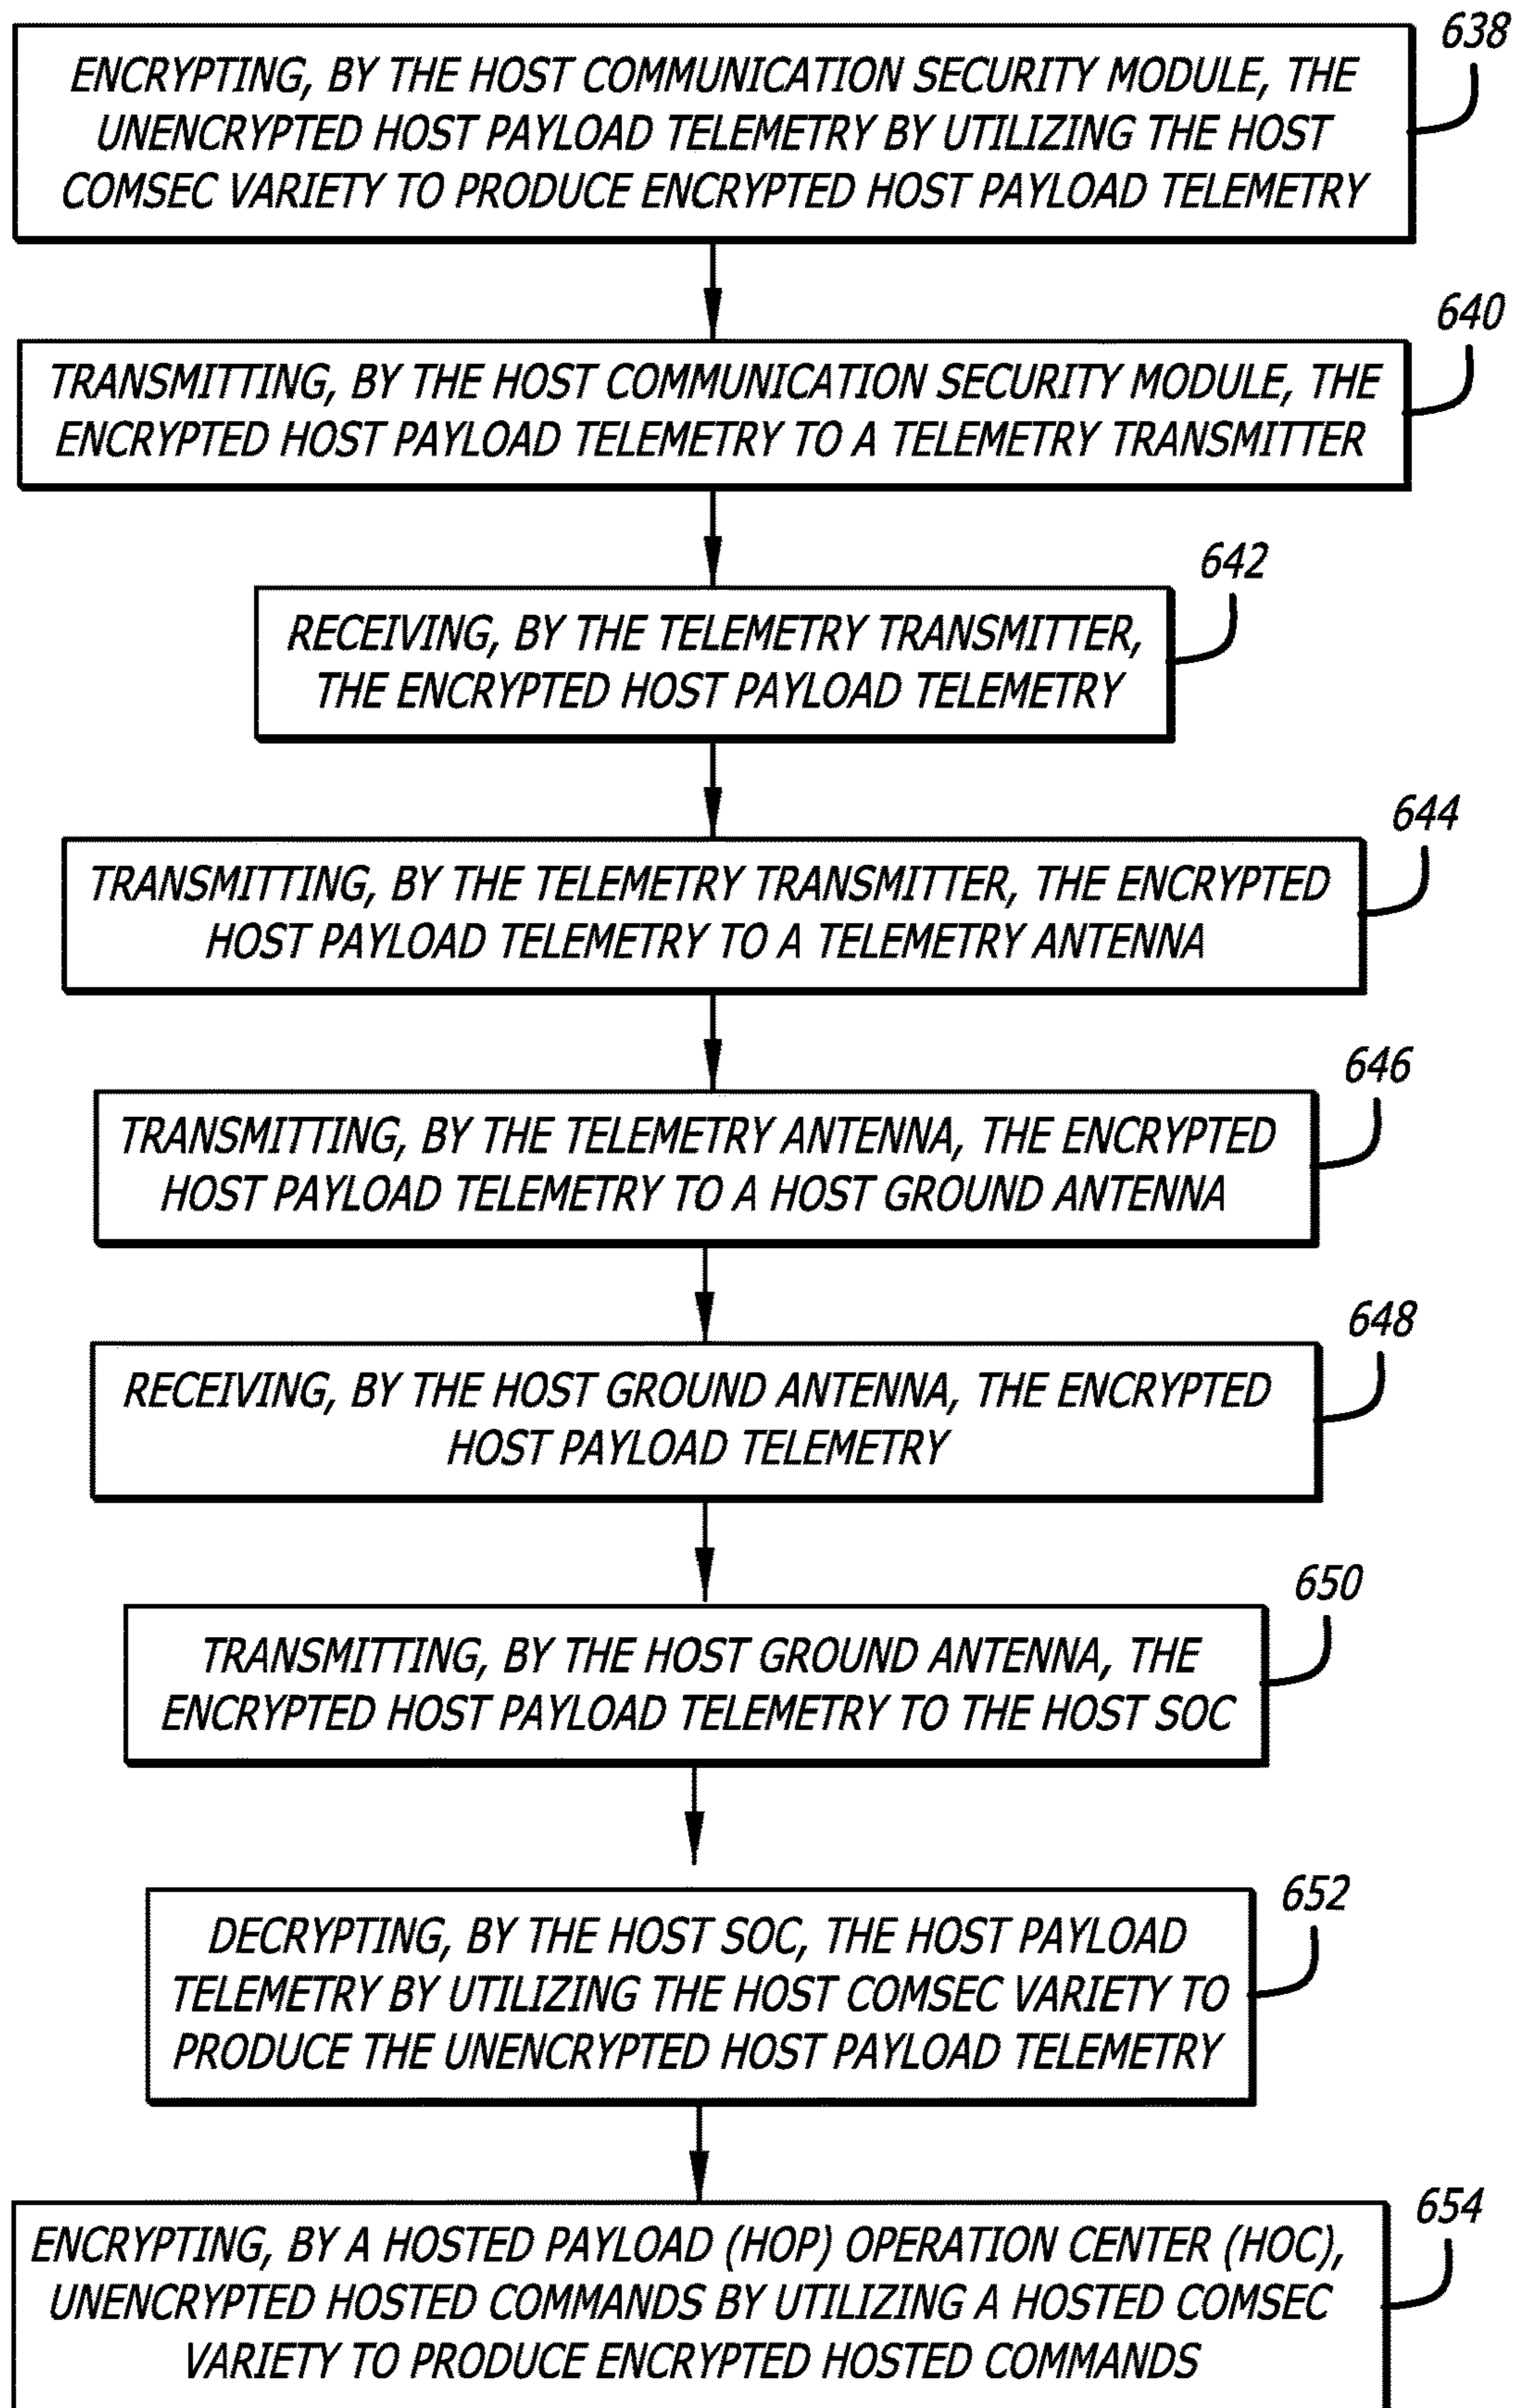 638
ENCRYPTING, BY THE HOST COMMUNICATION SECURITY MODULE, THE
UNENCRYPTED HOST PAYLOAD TELEMETRY BY UTILIZING THE HOST
COMSEC VARIETY TO PRODUCE ENCRYPTED HOST PAYLOAD TELEMETRY
640
TRANSMITTING, BY THE HOST COMMUNICATION SECURITY MODULE, THE
ENCRYPTED HOST PAYLOAD TELEMETRY TO A TELEMETRY TRANSMITTER
642
RECEIVING, BY THE TELEMETRY TRANSMITTER,
THE ENCRYPTED HOST PAYLOAD TELEMETRY
644
TRANSMITTING, BY THE TELEMETRY TRANSMITTER, THE ENCRYPTED
HOST PAYLOAD TELEMETRY TO A TELEMETRY ANTENNA
646
TRANSMITTING, BY THE TELEMETRY ANTENNA, THE ENCRYPTED
HOST PAYLOAD TELEMETRY TO A HOST GROUND ANTENNA
648
RECEIVING, BY THE HOST GROUND ANTENNA, THE ENCRYPTED
HOST PAYLOAD TELEMETRY
650
TRANSMITTING, BY THE HOST GROUND ANTENNA, THE
ENCRYPTED HOST PAYLOAD TELEMETRY TO THE HOST SOC
652
DECRYPTING, BY THE HOST SOC, THE HOST PAYLOAD
TELEMETRY BY UTILIZING THE HOST COMSEC VARIETY TO
PRODUCE THE UNENCRYPTED HOST PAYLOAD TELEMETRY
654
ENCRYPTING, BY A HOSTED PAYLOAD (HOP) OPERATION CENTER (HOC),
UNENCRYPTED HOSTED COMMANDS BY UTILIZING A HOSTED COMSEC
VARIETY TO PRODUCE ENCRYPTED HOSTED COMMANDS